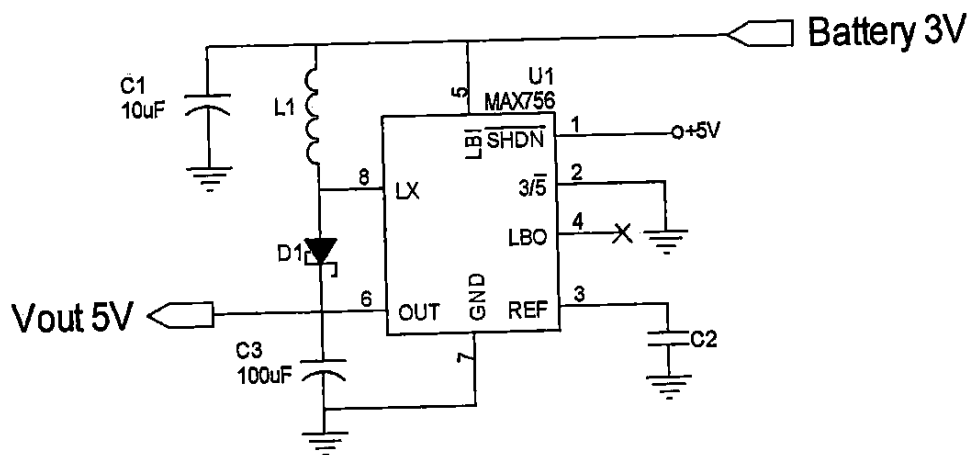 Battery 3V
C1
10uF
L1
5
U1
MAX756
LBI
SHDN
1
+5V
8
LX
3/5
2
LBO
4
D1
Vout 5V
6
OUT
GND
REF
3
C2
C3
100uF
7